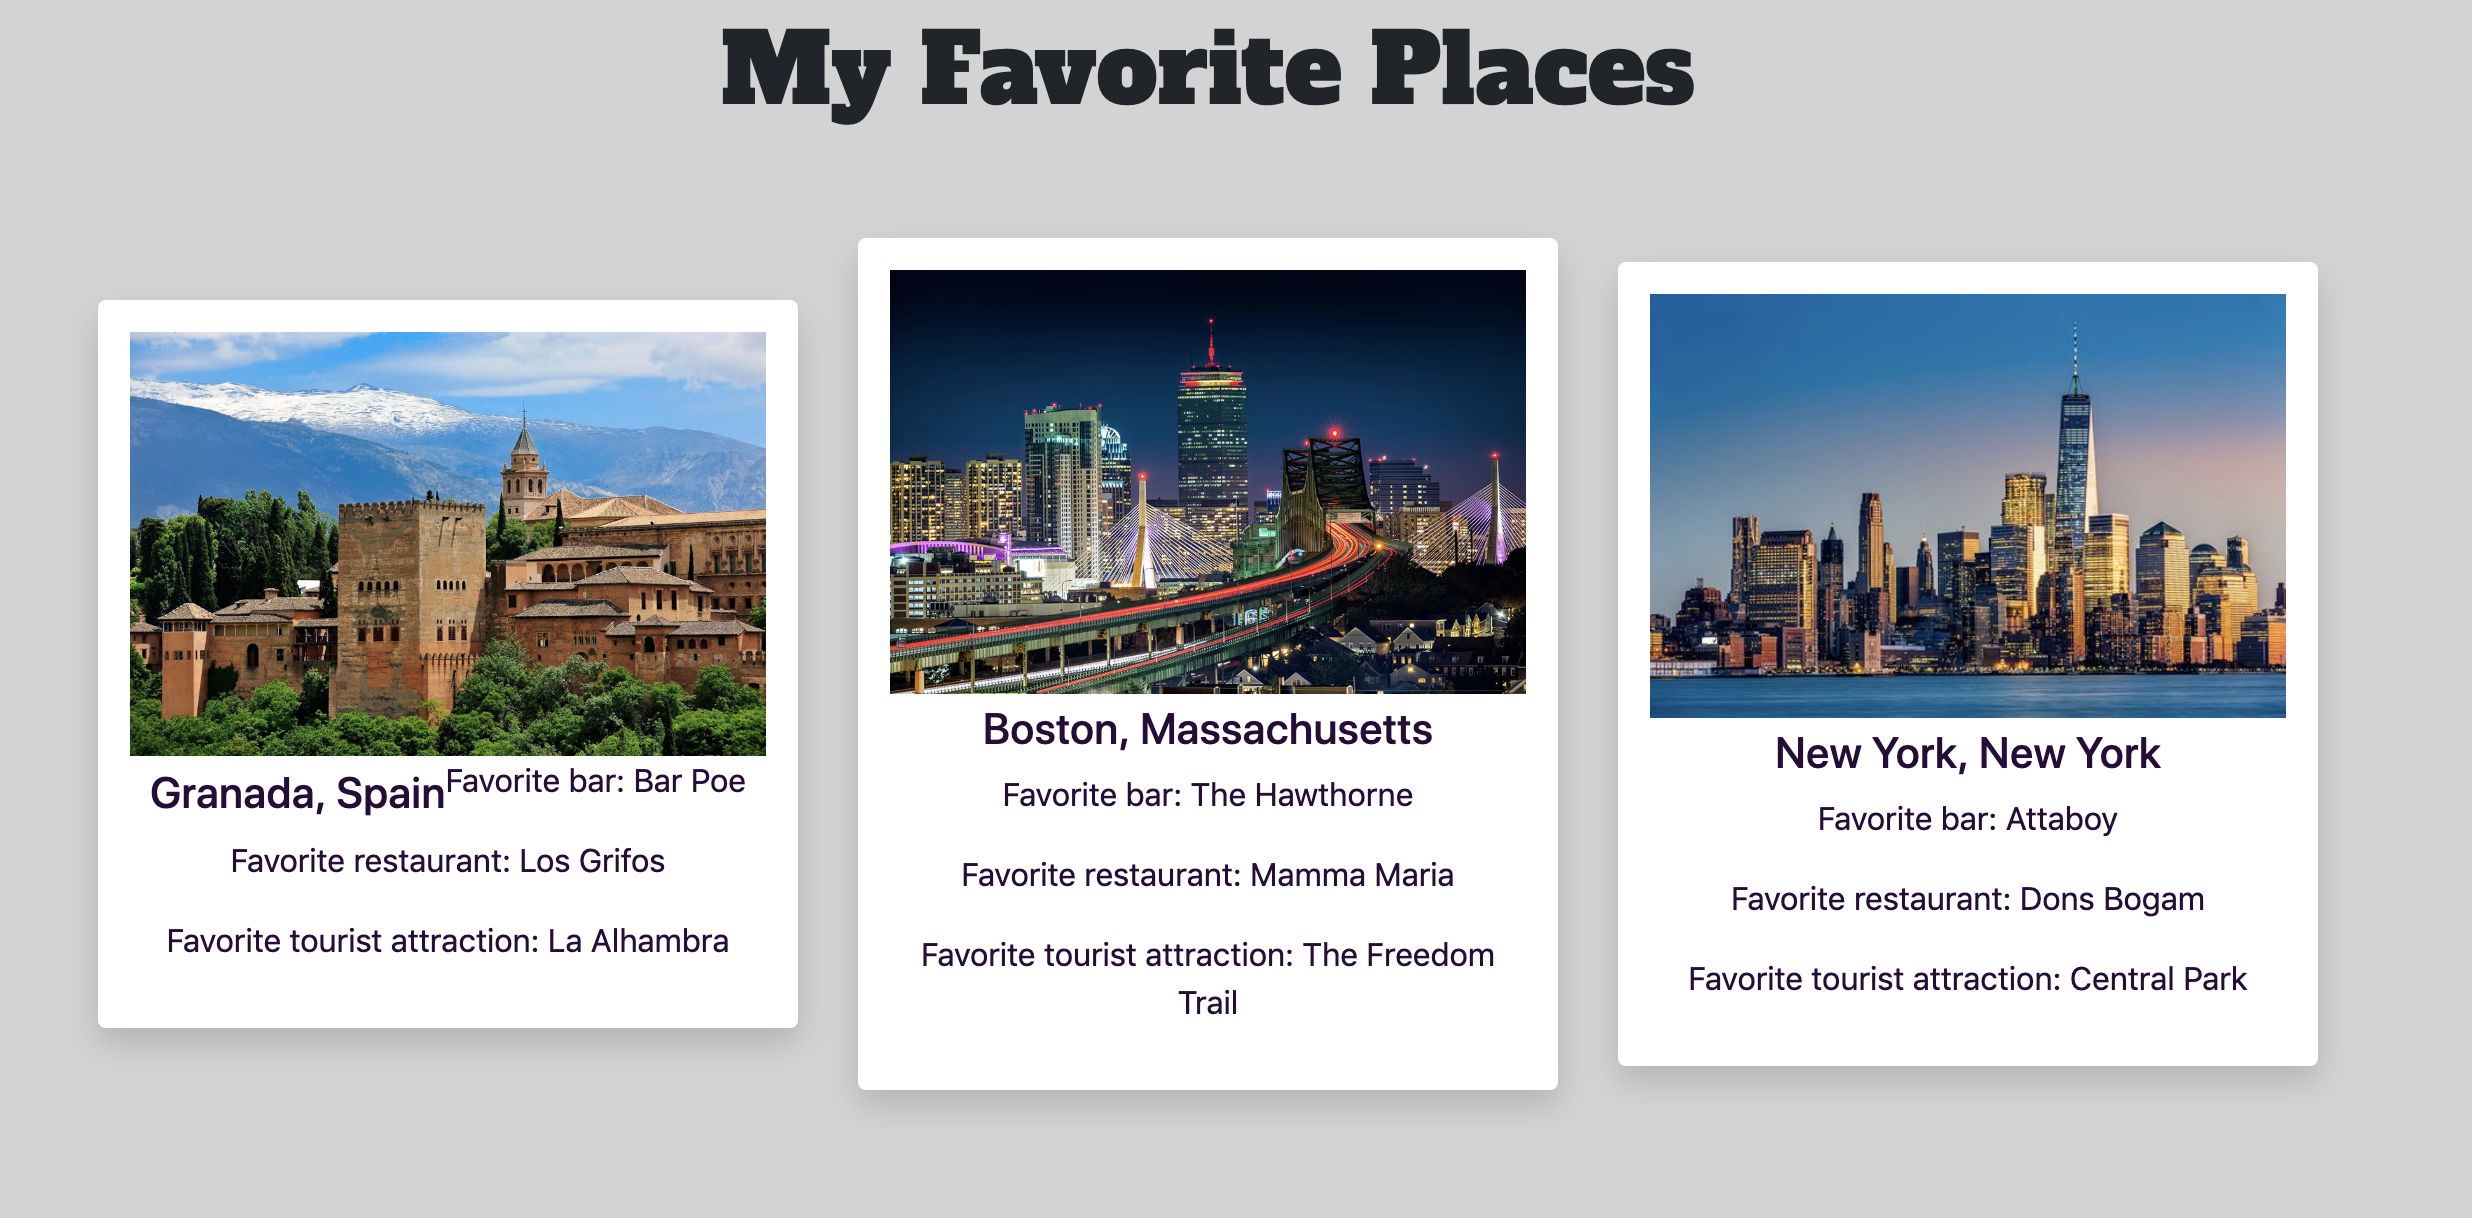 My Favorite Places
Granada, Spain Favorite bar: Bar Poe
Favorite restaurant: Los Grifos
Favorite tourist attraction: La Alhambra
Boston, Massachusetts
Favorite bar: The Hawthorne
Favorite restaurant: Mamma Maria
Favorite tourist attraction: The Freedom
Trail
New York, New York
Favorite bar: Attaboy
Favorite restaurant: Dons Bogam
Favorite tourist attraction: Central Park